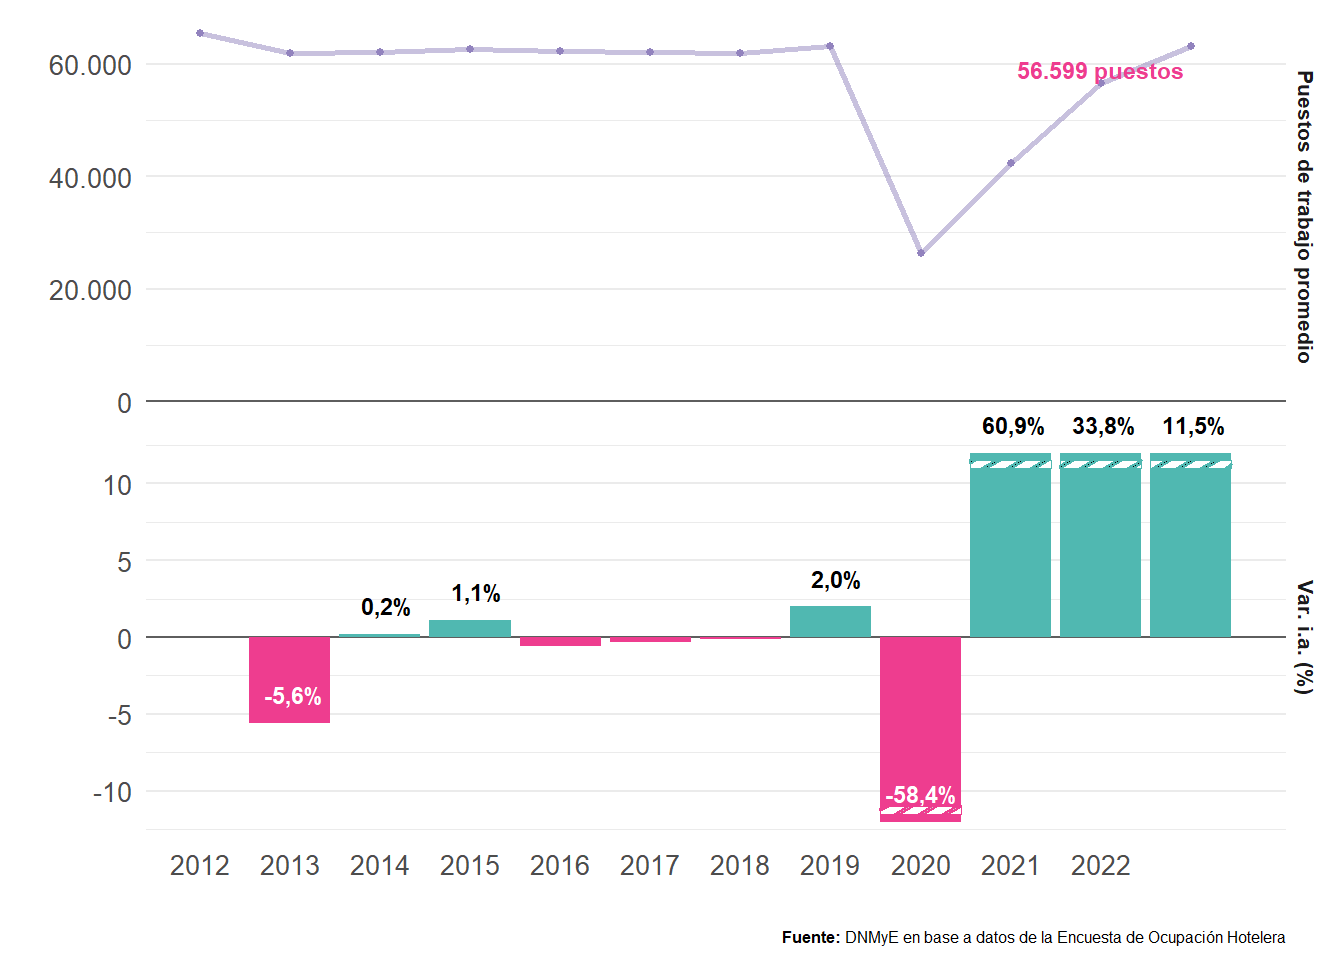 60.000
56.599 puestos
40.000
20.000
0
Puestos de trabajo promedio
60,9% 33,8% 11,5%
10
5
2,0%
1,1%
0,2%
0
-5,6%
-5
-10
-58,4%
Var. i.a. (%)
2012 2013 2014 2015 2016 2017 2018 2019 2020 2021 2022
Fuente: DNMyE en base a datos de la Encuesta de Ocupación Hotelera